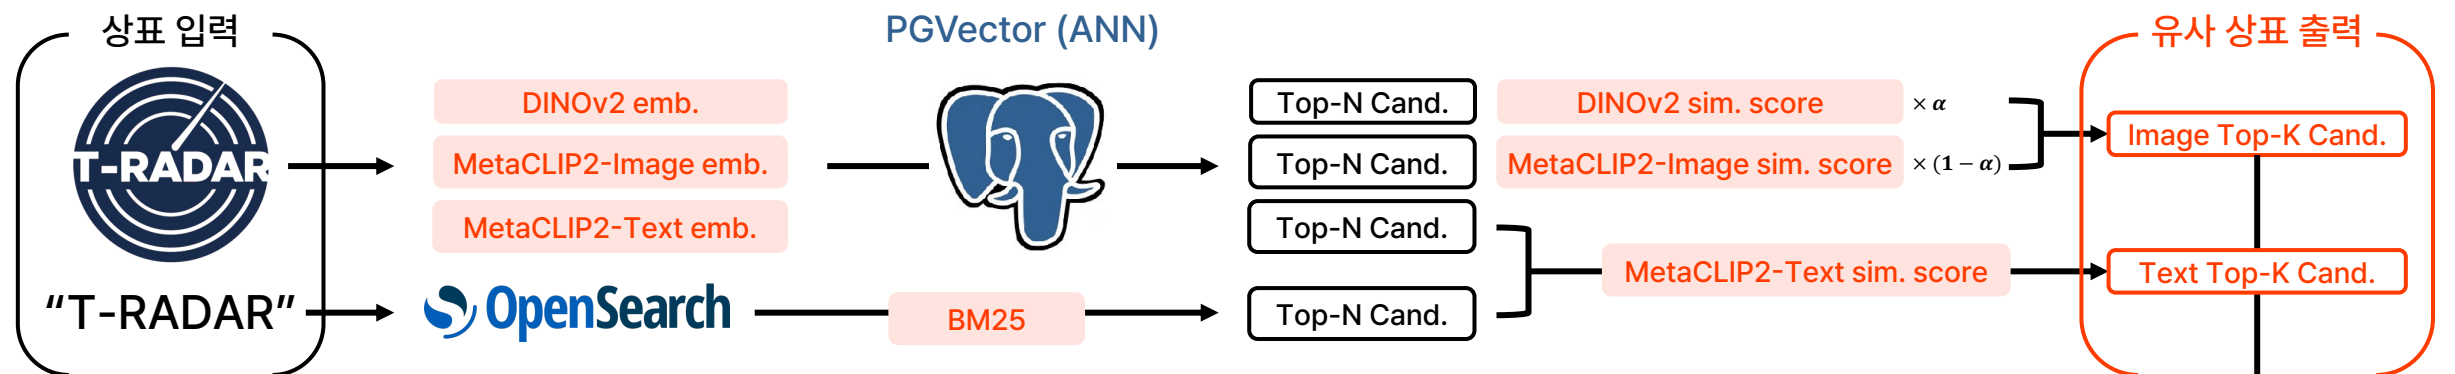 상표 입력
T-RADAR
“T-RADAR”
DINOv2 emb.
MetaCLIP2-Image emb.
MetaCLIP2-Text emb.
OpenSearch
PGVector (ANN)
BM25
Top-N Cand.
DINOv2 sim. score
× α
Top-N Cand.
MetaCLIP2-Image sim. score
× (1 − α)
Top-N Cand.
Top-N Cand.
MetaCLIP2-Text sim. score
유사 상표 출력
Image Top-K Cand.
Text Top-K Cand.